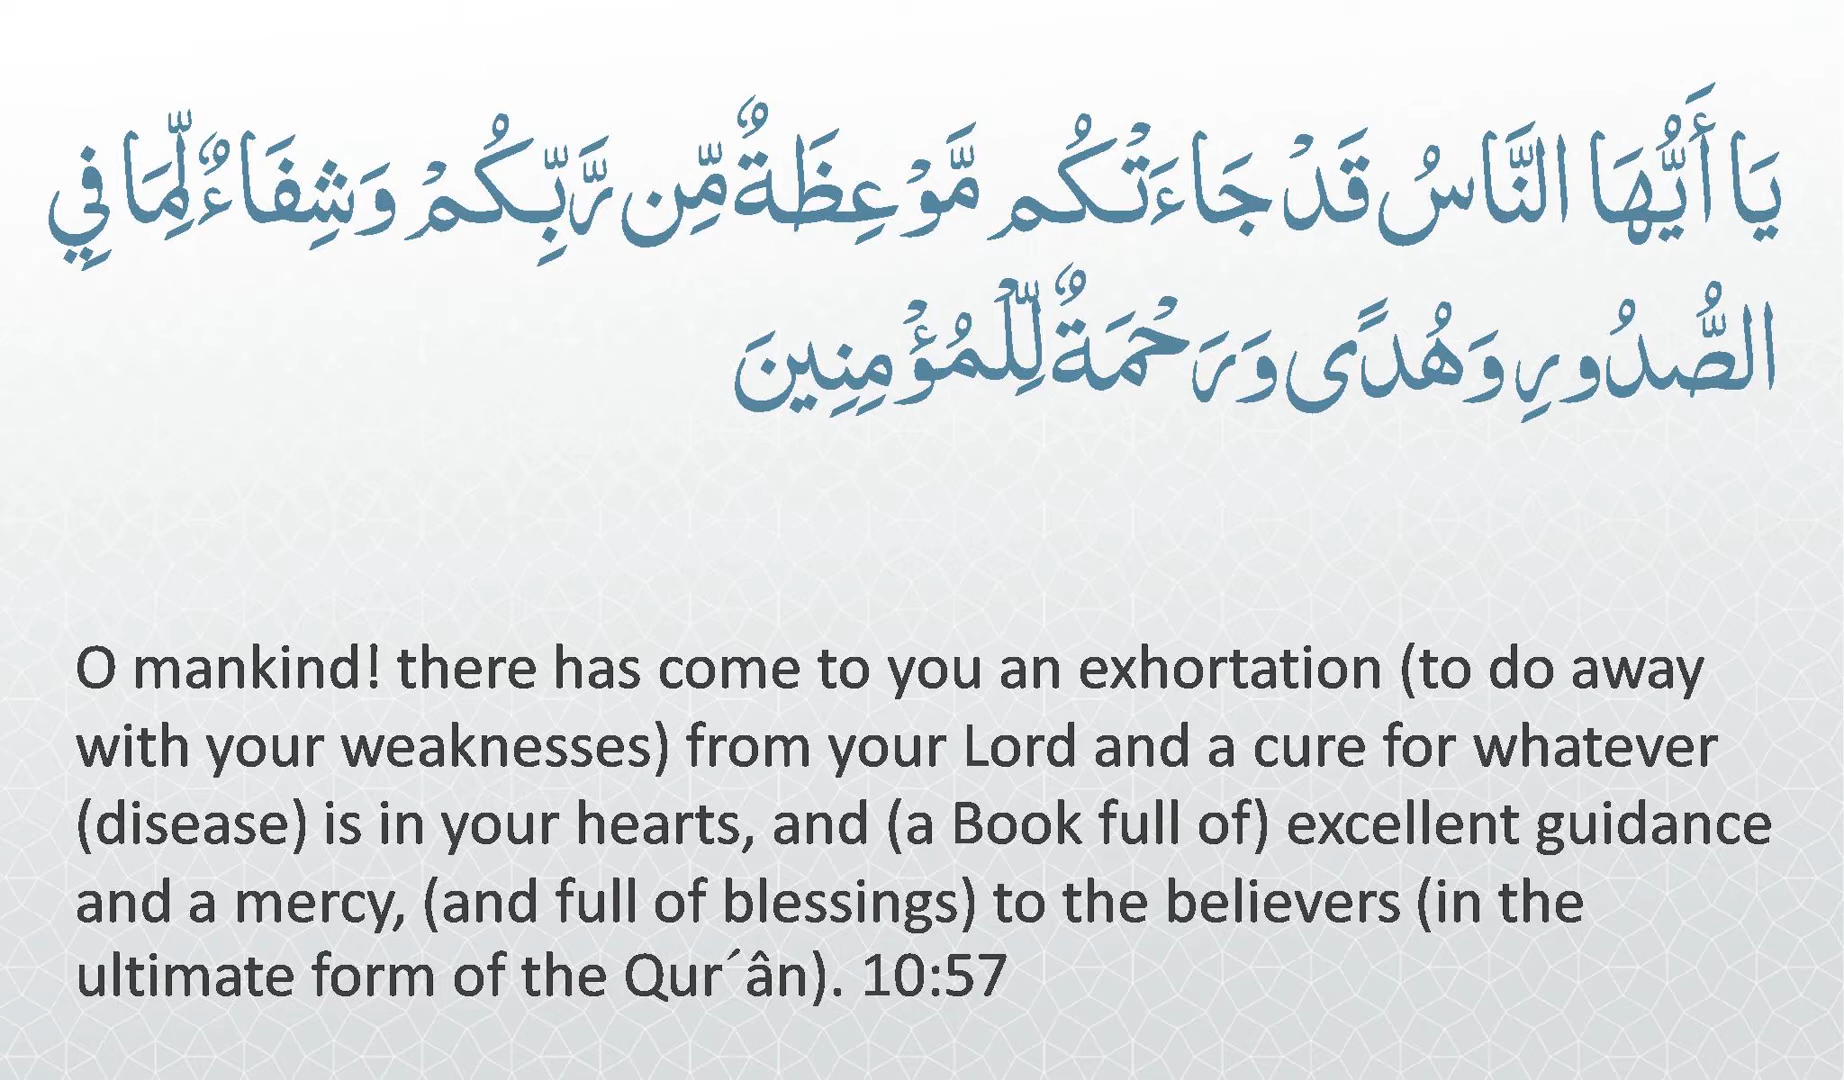 يَا أَيُّهَا النَّاسُ قَدْ جَاءَتْكُم مَّوْعِظَةٌ مِّن رَّبِّكُمْ وَشِفَاءٌ لِّمَا فِي
الصُّدُورِ وَهُدًى وَرَحْمَةٌ لِّلْمُؤْمِنِينَ
O mankind! there has come to you an exhortation (to do away
with your weaknesses) from your Lord and a cure for whatever
(disease) is in your hearts, and (a Book full of) excellent guidance
and a mercy, (and full of blessings) to the believers (in the
ultimate form of the Qur´ân). 10:57